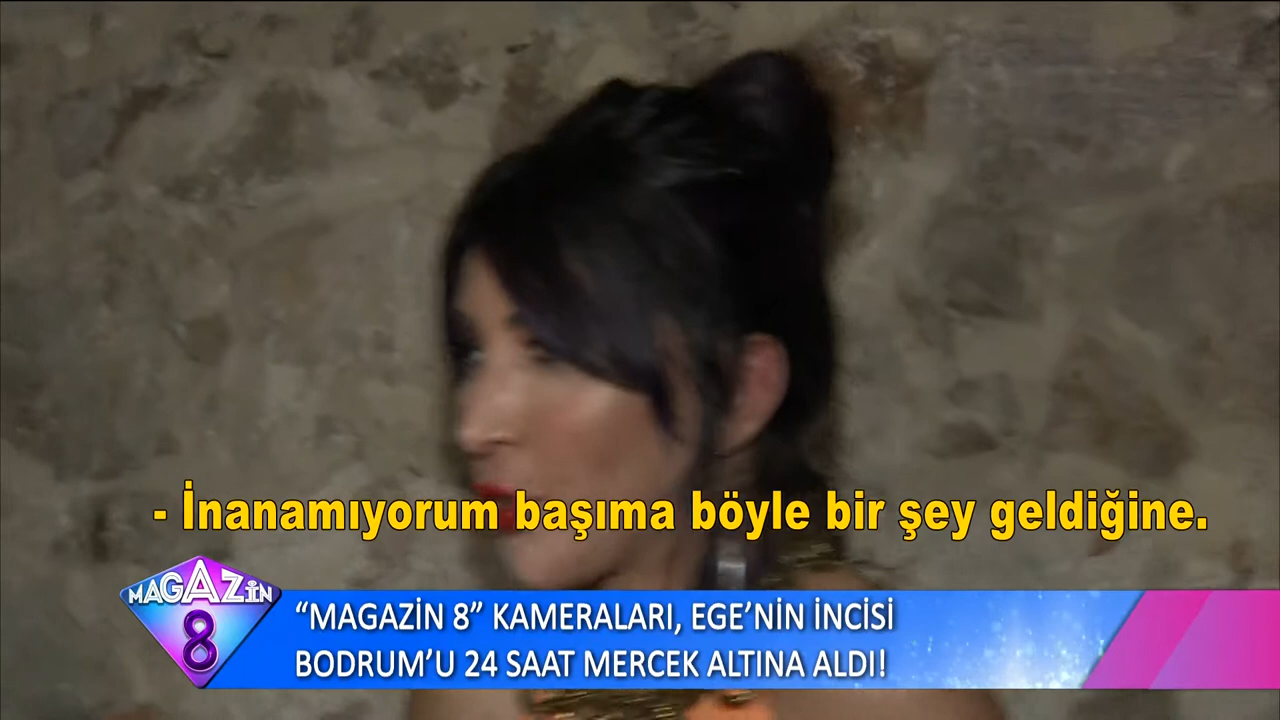 - İnanamıyorum başıma böyle bir şey geldiğine.
MAGAZİN
8
“MAGAZİN 8” KAMERALARI, EGE’NİN İNCİSİ
BODRUM’U 24 SAAT MERCEK ALTINA ALDI!